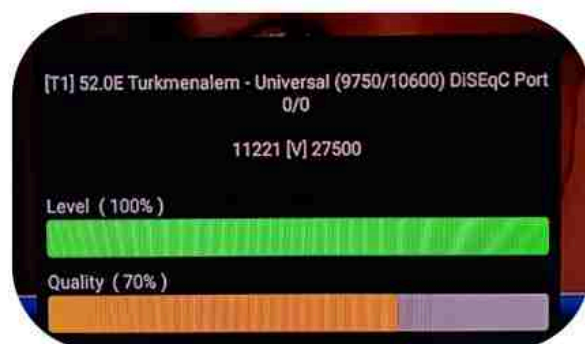 [T1] 52.0E Turkmenalem - Universal (9750/10600) DiSEqC Port
0/0
11221 [V] 27500
Level ( 100% )
Quality ( 70% )